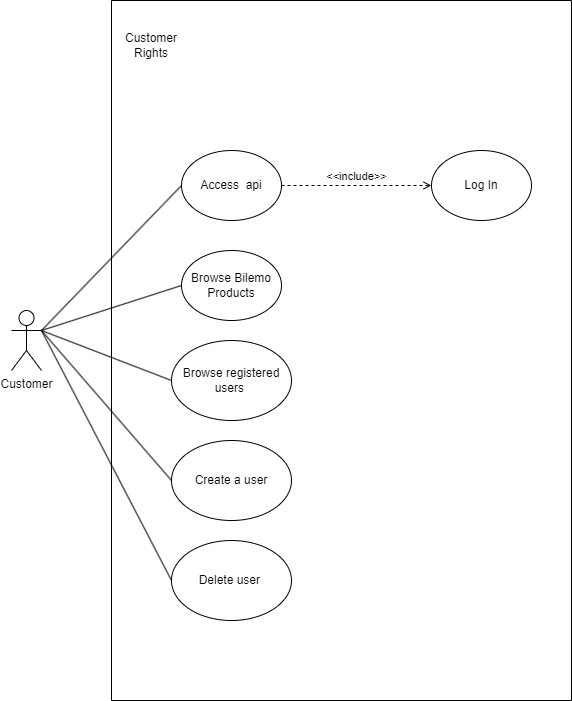 Customer
Rights
Access  api
<<include>>
Log In
Browse Bilemo
Products
Browse registered
users
Customer
Create a user
Delete user